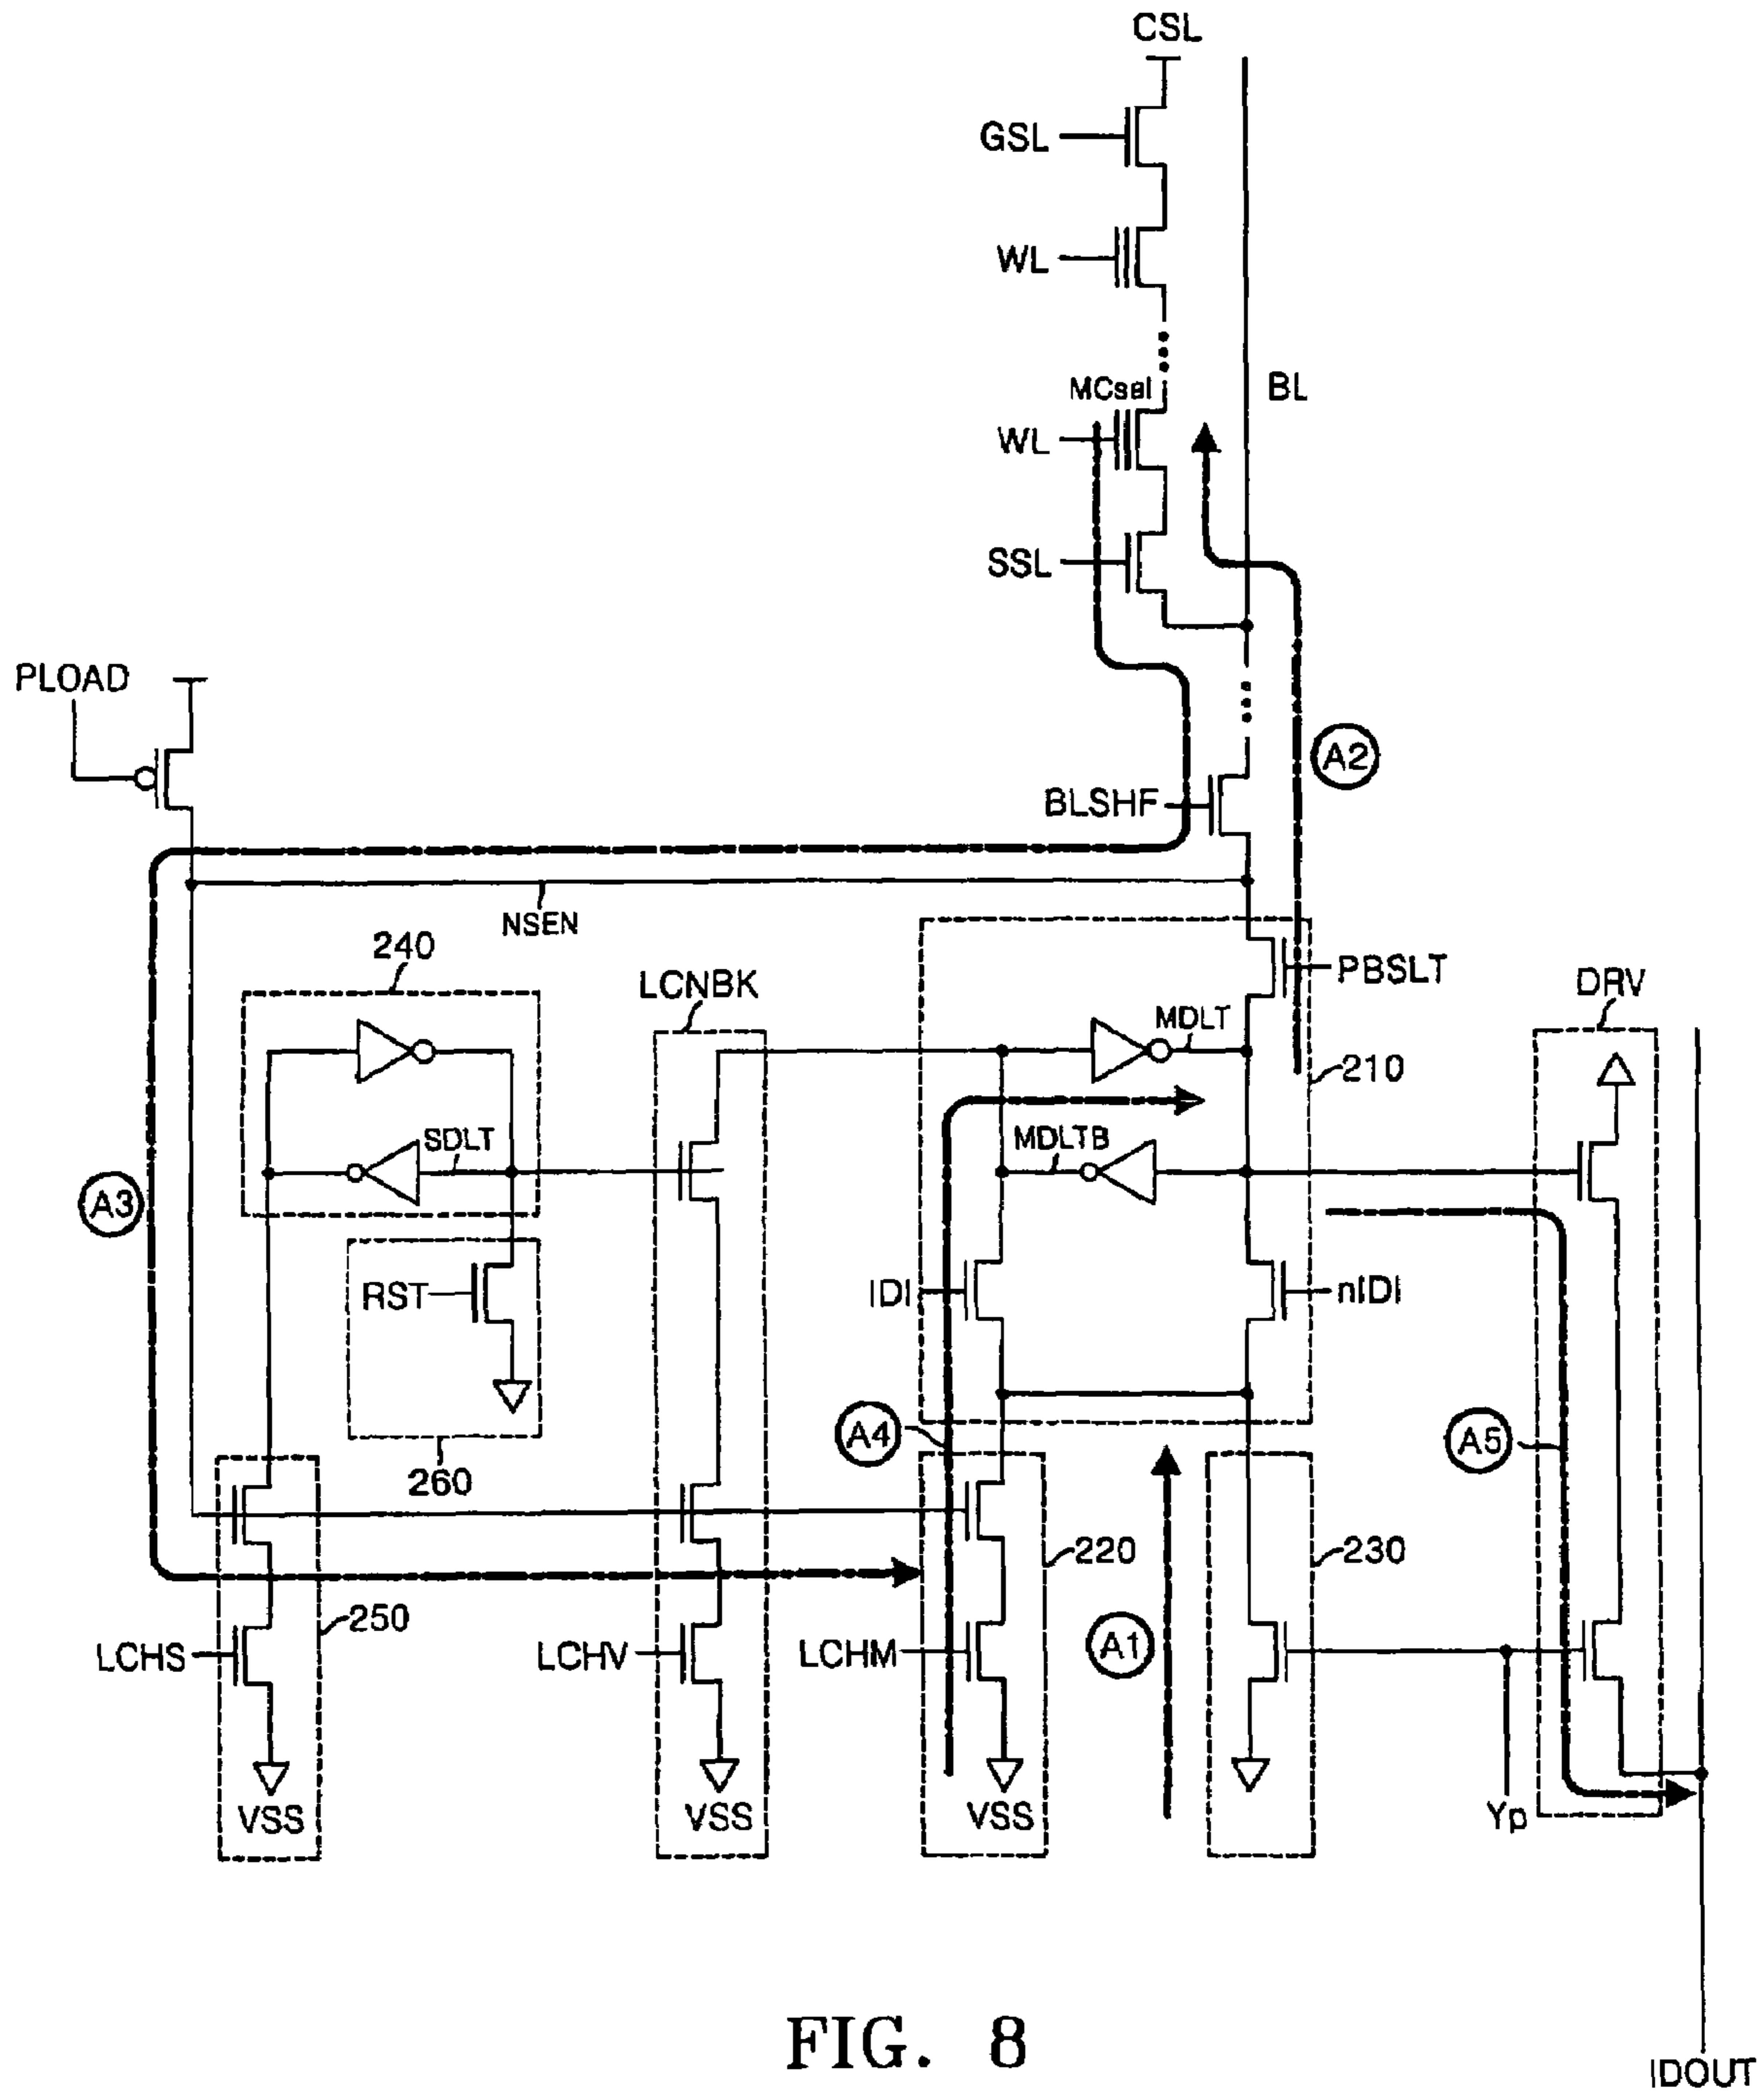 CSL
GSL
WL
MCsel
BL
WL
SSL
PLOAD
A2
BLSHF
NSEN
240
LCNBK
PBSLT
DRV
MDLT
210
SDLT
MDLTB
A3
RST
IDI
nIDI
A4
A5
260
220
230
250
A1
LCHS
LCHV
LCHM
VSS
VSS
VSS
Yp
FIG. 8
IDOUT